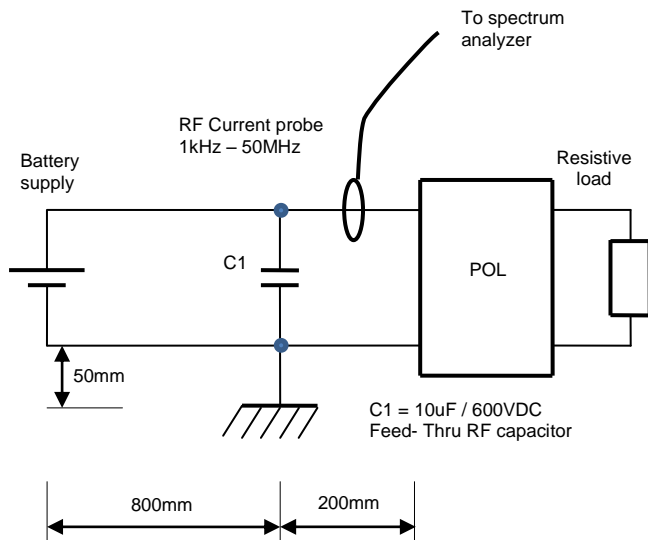 To spectrum
analyzer
RF Current probe
1kHz – 50MHz
Battery
supply
Resistive
load
C1
POL
50mm
C1 = 10uF / 600VDC
Feed- Thru RF capacitor
800mm
200mm